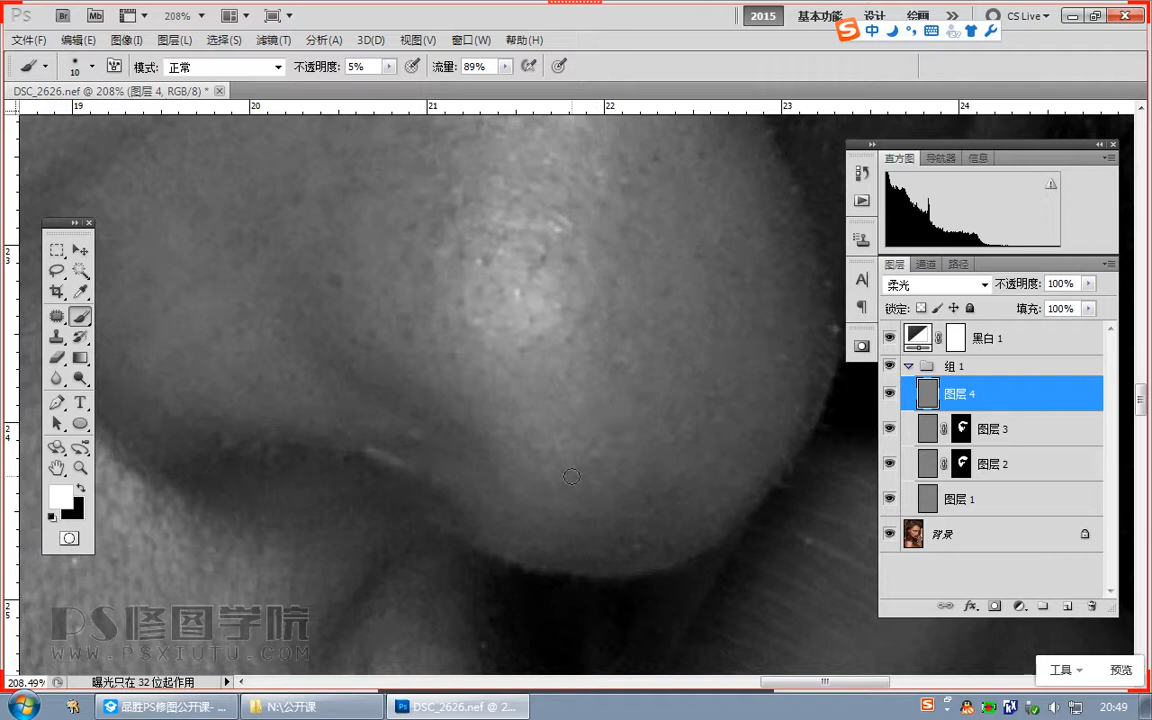 PS Br Mb 208% 2015 基本功能 设计 绘画 CS Live
文件(F) 编辑(E) 图像(I) 图层(L) 选择(S) 滤镜(T) 分析(A) 3D(D) 视图(V) 窗口(W) 帮助(H) 中
10 模式: 正常 不透明度: 5% 流量: 89%
DSC_2626.nef @ 208% (图层 4, RGB/8) *
19 20 21 22 23 24
直方图 导航器 信息
图层 通道 路径
柔光 不透明度: 100%
锁定: 填充: 100%
黑白 1
组 1
图层 4
图层 3
图层 2
图层 1
背景
23
24
25
PS修图学院
WWW.PSXIUTU.COM
工具 预览
208.49% 曝光只在 32 位起作用
品胜PS修图公开课-... N:\公开课 DSC_2626.nef @ 2... 20:49